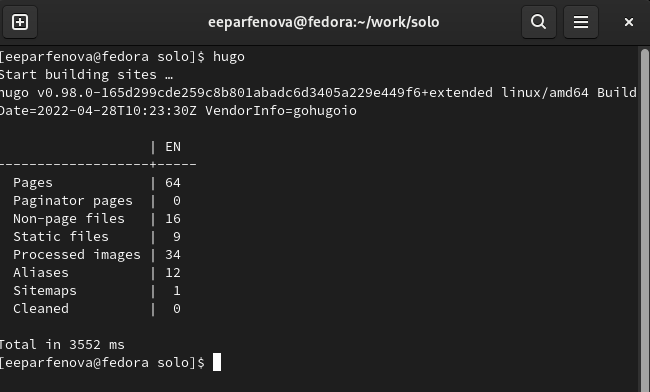 eeparfenova@fedora:~/work/solo
[eeparfenova@fedora solo]$ hugo
Start building sites …
hugo v0.98.0-165d299cde259c8b801abadc6d3405a229e449f6+extended linux/amd64 Build
Date=2022-04-28T10:23:30Z VendorInfo=gohugoio
                   | EN
-------------------+-----
  Pages            | 64
  Paginator pages  |  0
  Non-page files   | 16
  Static files     |  9
  Processed images | 34
  Aliases          | 12
  Sitemaps         |  1
  Cleaned          |  0
Total in 3552 ms
[eeparfenova@fedora solo]$